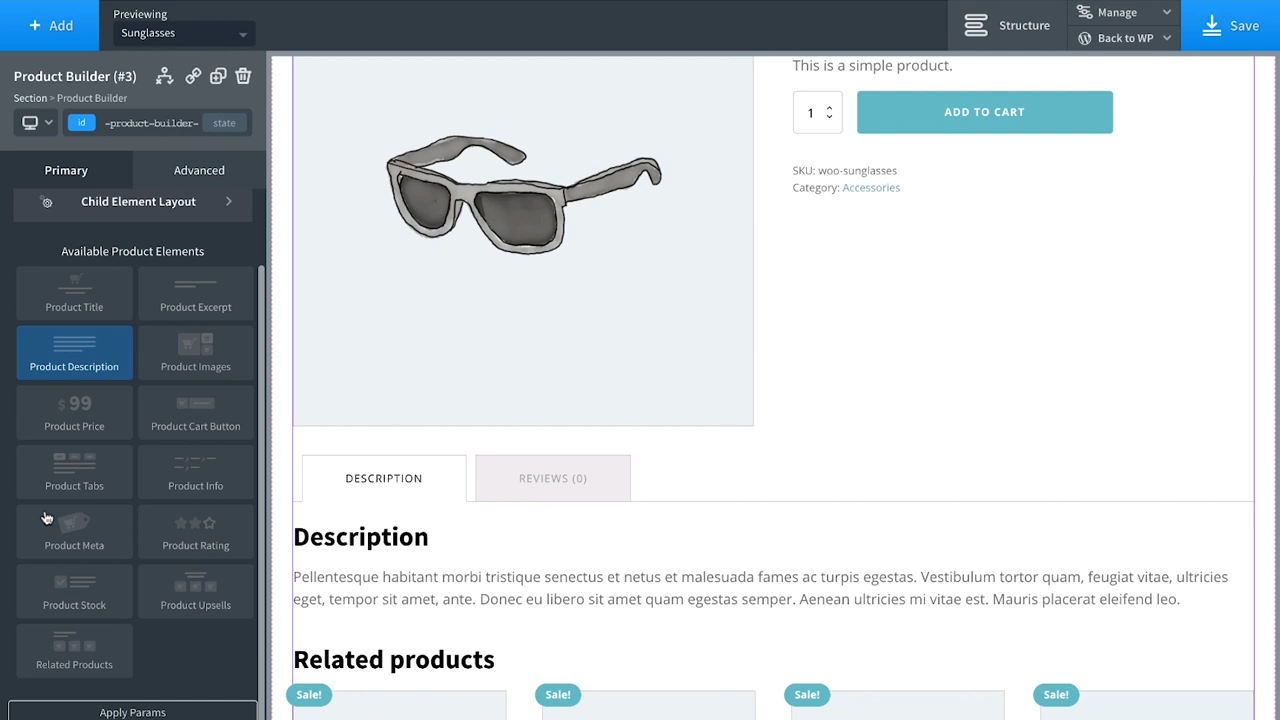 + Add
Previewing
Sunglasses
Structure
Manage
Back to WP
Save
Product Builder (#3)
Section > Product Builder
id
-product-builder-
state
Primary
Advanced
Child Element Layout
Available Product Elements
Product Title
Product Excerpt
Product Description
Product Images
$ 99
Product Price
Product Cart Button
Product Tabs
Product Info
Product Meta
Product Rating
Product Stock
Product Upsells
Related Products
Apply Params
This is a simple product.
1
ADD TO CART
SKU: woo-sunglasses
Category: Accessories
DESCRIPTION
REVIEWS (0)
Description
Pellentesque habitant morbi tristique senectus et netus et malesuada fames ac turpis egestas. Vestibulum tortor quam, feugiat vitae, ultricies
eget, tempor sit amet, ante. Donec eu libero sit amet quam egestas semper. Aenean ultricies mi vitae est. Mauris placerat eleifend leo.
Related products
Sale!
Sale!
Sale!
Sale!